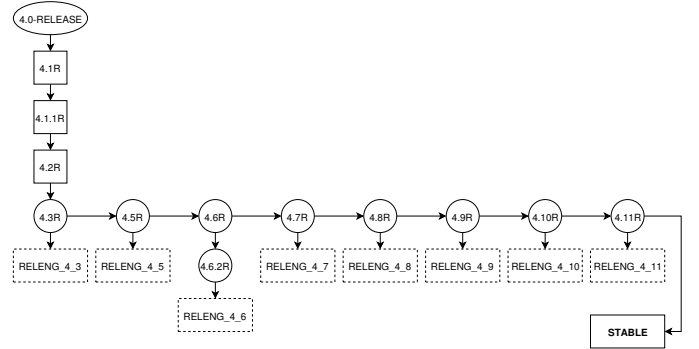 4.0-RELEASE
4.1R
4.1.1R
4.2R
4.3R 4.5R 4.6R 4.7R 4.8R 4.9R 4.10R 4.11R
RELENG_4_3 RELENG_4_5 4.6.2R RELENG_4_7 RELENG_4_8 RELENG_4_9 RELENG_4_10 RELENG_4_11
RELENG_4_6
STABLE